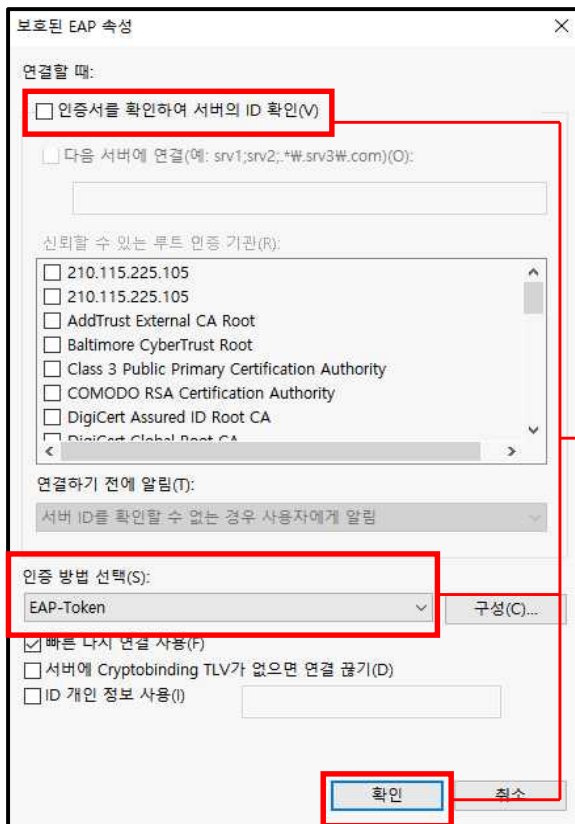 보호된 EAP 속성
연결할 때:
인증서를 확인하여 서버의 ID 확인(V)
다음 서버에 연결(예: srv1;srv2;.*₩.srv3₩.com)(O):
신뢰할 수 있는 루트 인증 기관(R):
210.115.225.105
210.115.225.105
AddTrust External CA Root
Baltimore CyberTrust Root
Class 3 Public Primary Certification Authority
COMODO RSA Certification Authority
DigiCert Assured ID Root CA
DigiCert Global Root CA
연결하기 전에 알림(T):
서버 ID를 확인할 수 없는 경우 사용자에게 알림
인증 방법 선택(S):
EAP-Token
구성(C)...
빠른 다시 연결 사용(F)
서버에 Cryptobinding TLV가 없으면 연결 끊기(D)
ID 개인 정보 사용(I)
확인
취소